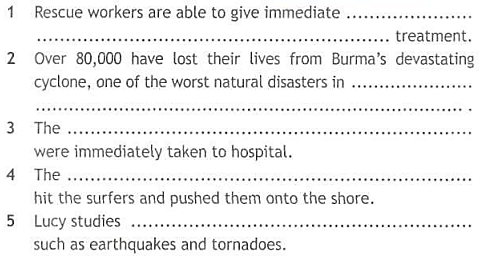 1 Rescue workers are able to give immediate ......................
................................................................ treatment.
2 Over 80,000 have lost their lives from Burma's devastating
cyclone, one of the worst natural disasters in .....................
.............................................................................. .
3 The ........................................................................
were immediately taken to hospital.
4 The ........................................................................
hit the surfers and pushed them onto the shore.
5 Lucy studies ............................................................
such as earthquakes and tornadoes.